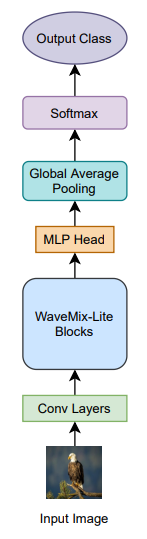 Output Class
Softmax
Global Average
Pooling
MLP Head
WaveMix-Lite
Blocks
Conv Layers
Input Image